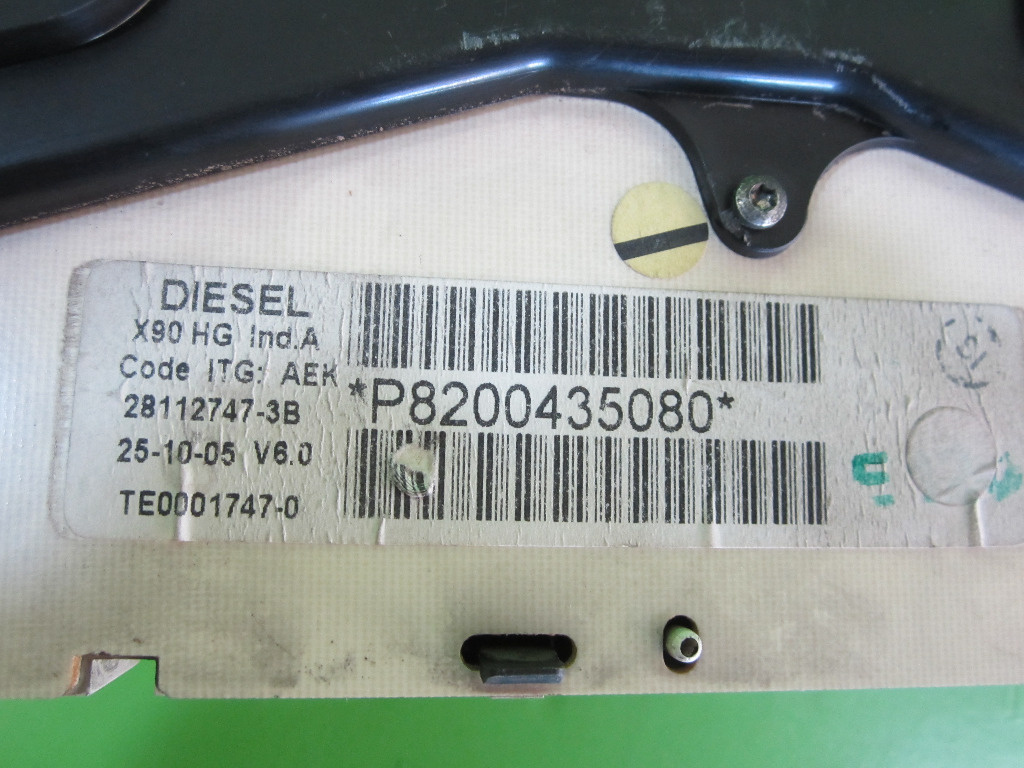 DIESEL
X90 HG Ind.A
Code ITG: AEK
28112747-3B
25-10-05 V6.0
TE0001747-0
*P8200435080*